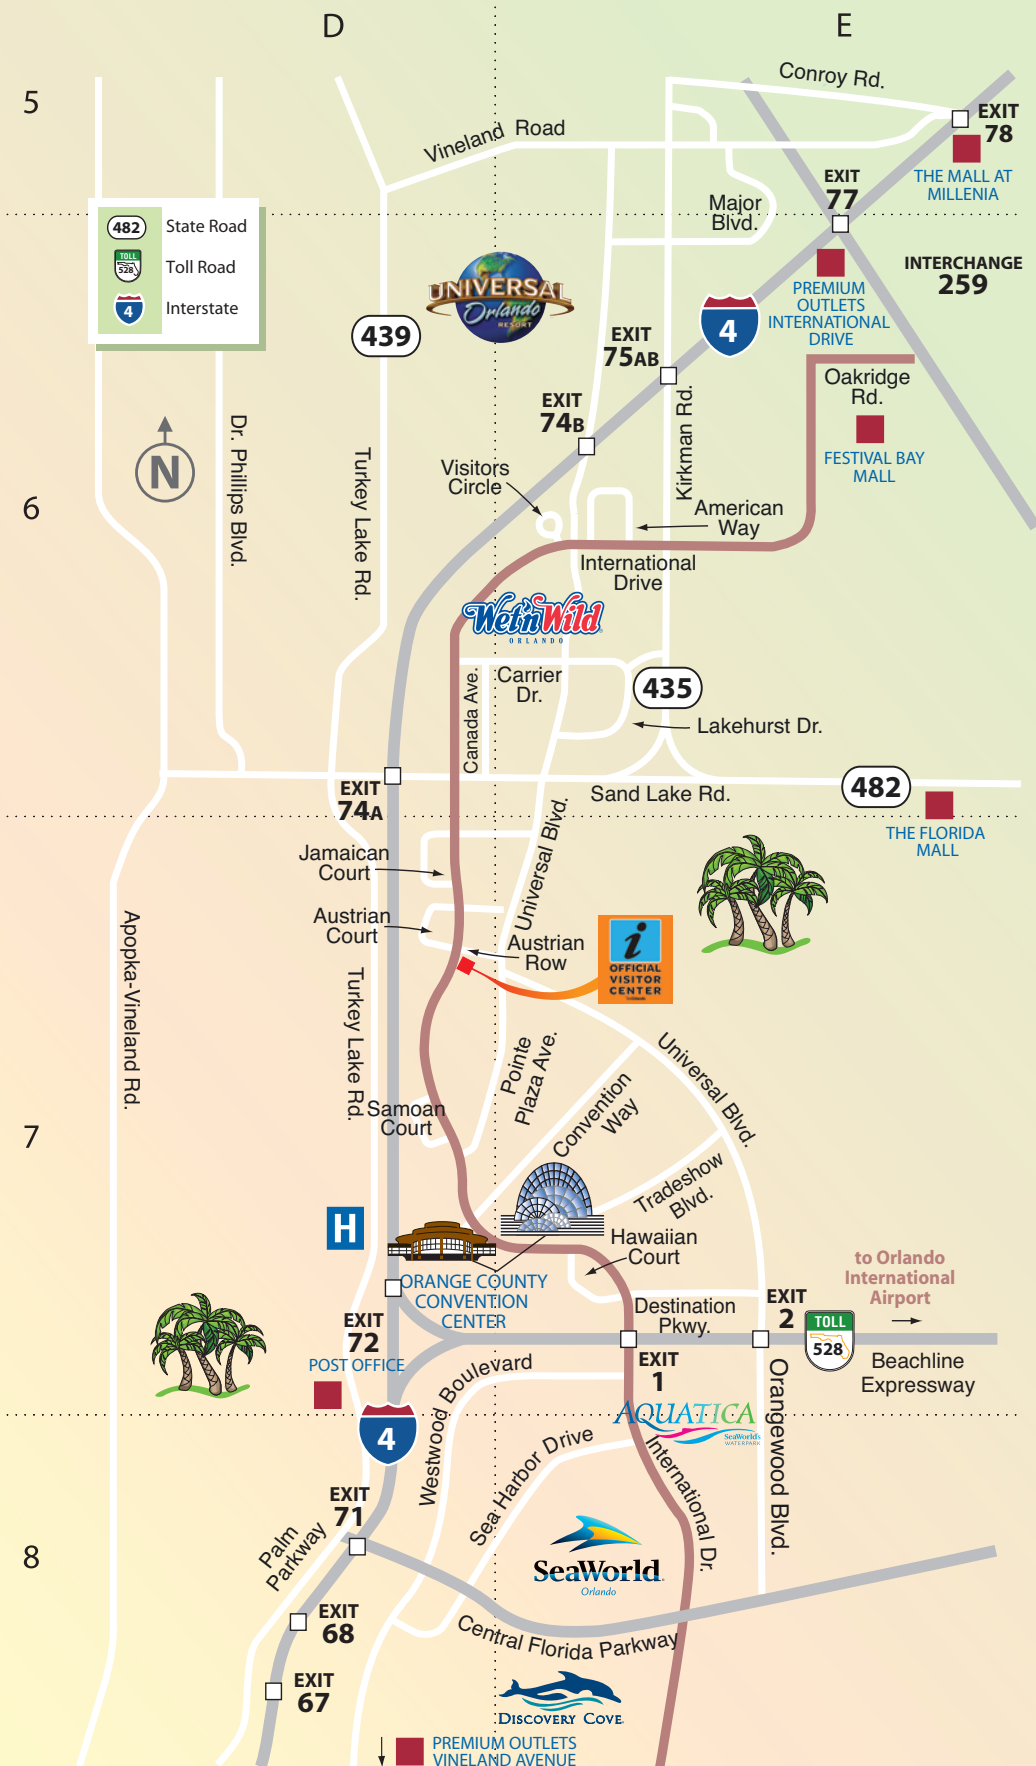 D
E
5
Conroy Rd.
EXIT
78
Vineland Road
THE MALL AT
MILLENIA
EXIT
77
Major
Blvd.
482
State Road
TOLL
528
Toll Road
4
Interstate
UNIVERSAL
Orlando
RESORT
INTERCHANGE
259
PREMIUM
OUTLETS
INTERNATIONAL
DRIVE
4
439
EXIT
75AB
Oakridge
Rd.
EXIT
74B
Kirkman Rd.
FESTIVAL BAY
MALL
Dr. Phillips Blvd.
Turkey Lake Rd.
N
Visitors
Circle
6
American
Way
International
Drive
Wet'n Wild
ORLANDO
Canada Ave.
Carrier
Dr.
435
Lakehurst Dr.
EXIT
74A
Sand Lake Rd.
482
THE FLORIDA
MALL
Universal Blvd.
Jamaican
Court
Austrian
Court
Austrian
Row
i
OFFICIAL
VISITOR
CENTER
Apopka-Vineland Rd.
Turkey Lake Rd.
Pointe
Plaza Ave.
Universal Blvd.
Convention
Way
Samoan
Court
7
Tradeshow
Blvd.
H
Hawaiian
Court
to Orlando
International
Airport
ORANGE COUNTY
CONVENTION
CENTER
EXIT
2
Destination
Pkwy.
TOLL
528
EXIT
72
POST OFFICE
EXIT
1
Beachline
Expressway
Westwood Boulevard
Orangewood Blvd.
AQUATICA
SeaWorld's
WATERPARK
4
Sea Harbor Drive
International Dr.
EXIT
71
Palm
Parkway
8
SeaWorld
Orlando
EXIT
68
Central Florida Parkway
EXIT
67
DISCOVERY COVE
PREMIUM OUTLETS
VINELAND AVENUE